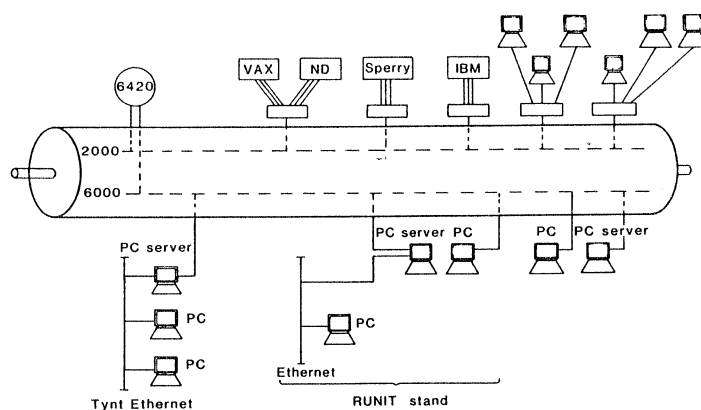 VAX ND Sperry IBM
6420
2000
6000
PC server PC PC PC server
PC server
PC
PC
PC
Ethernet
Tynt Ethernet
RUNIT stand